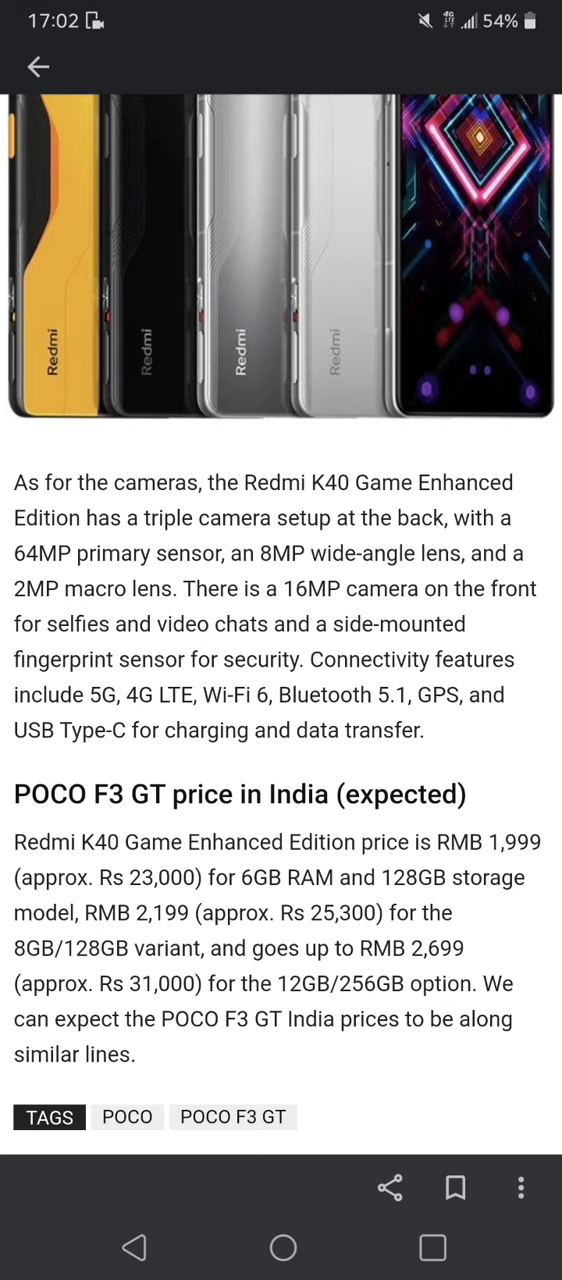 17:02
4G
LTE
54%
Redmi
Redmi
Redmi
Redmi
As for the cameras, the Redmi K40 Game Enhanced
Edition has a triple camera setup at the back, with a
64MP primary sensor, an 8MP wide-angle lens, and a
2MP macro lens. There is a 16MP camera on the front
for selfies and video chats and a side-mounted
fingerprint sensor for security. Connectivity features
include 5G, 4G LTE, Wi-Fi 6, Bluetooth 5.1, GPS, and
USB Type-C for charging and data transfer.
POCO F3 GT price in India (expected)
Redmi K40 Game Enhanced Edition price is RMB 1,999
(approx. Rs 23,000) for 6GB RAM and 128GB storage
model, RMB 2,199 (approx. Rs 25,300) for the
8GB/128GB variant, and goes up to RMB 2,699
(approx. Rs 31,000) for the 12GB/256GB option. We
can expect the POCO F3 GT India prices to be along
similar lines.
TAGS POCO POCO F3 GT